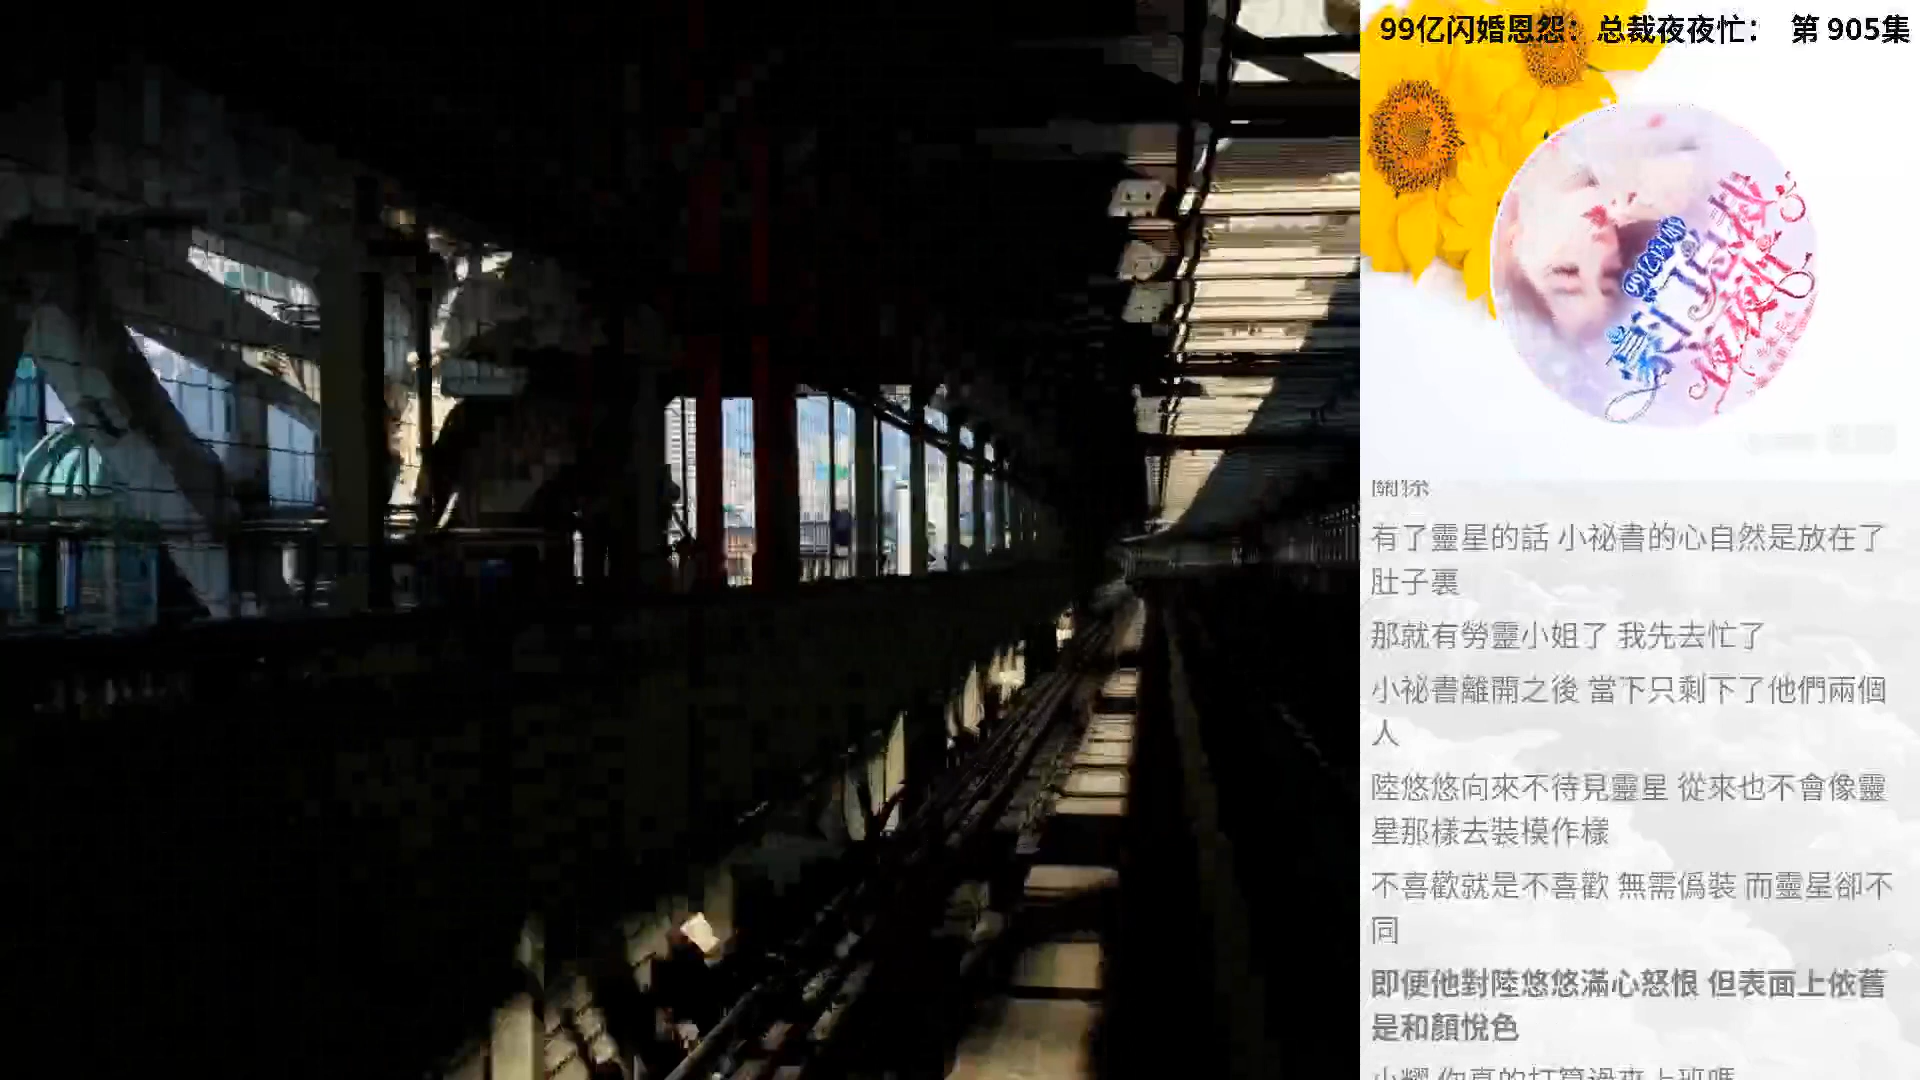 99亿闪婚恩怨：总裁夜夜忙： 第 905集
有了靈星的話 小祕書的心自然是放在了
肚子裏
那就有勞靈小姐了 我先去忙了
小祕書離開之後 當下只剩下了他們兩個
人
陸悠悠向來不待見靈星 從來也不會像靈
星那樣去裝模作樣
不喜歡就是不喜歡 無需僞裝 而靈星卻不
同
即便他對陸悠悠滿心怒恨 但表面上依舊
是和顏悅色